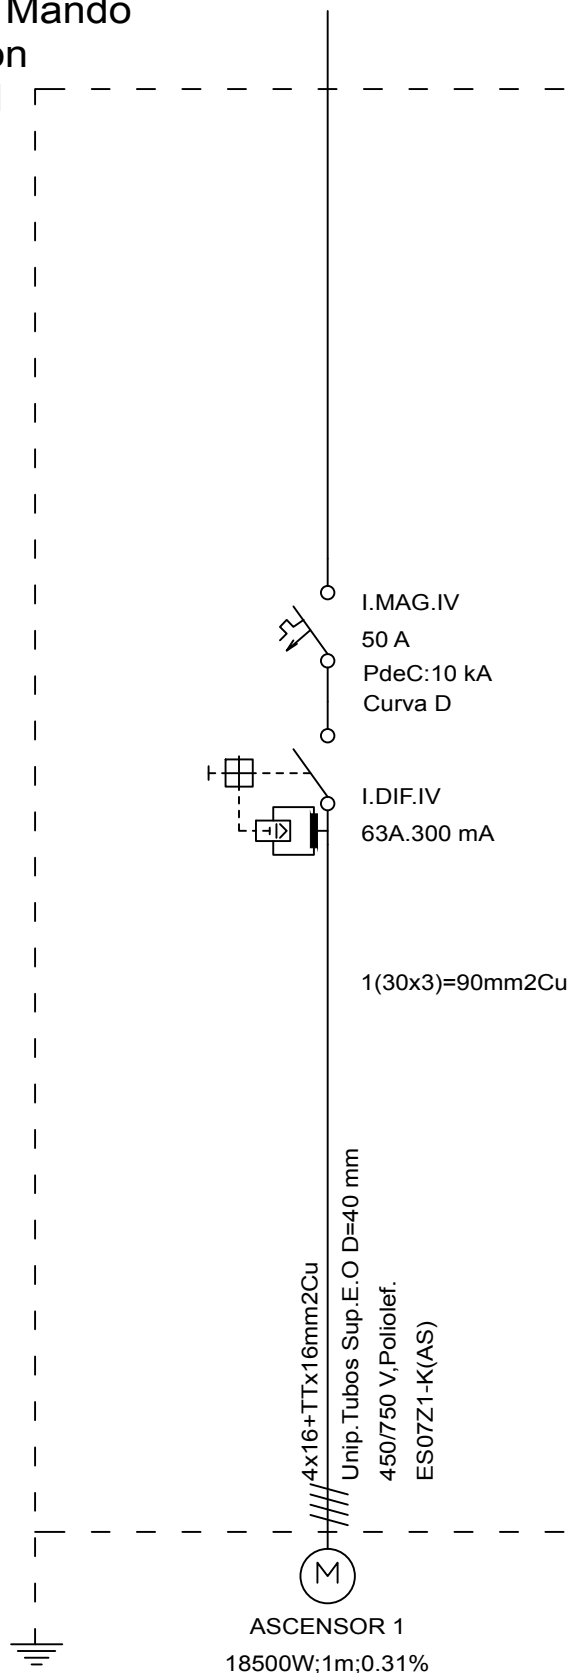 Mando
I.MAG.IV
50 A
PdeC:10 kA
Curva D
I.DIF.IV
63A.300 mA
1(30x3)=90mm2Cu
4x16+TTx16mm2Cu
Unip.Tubos Sup.E.O D=40 mm
450/750 V,Poliolef.
ES07Z1-K(AS)
M
ASCENSOR 1
18500W;1m;0.31%